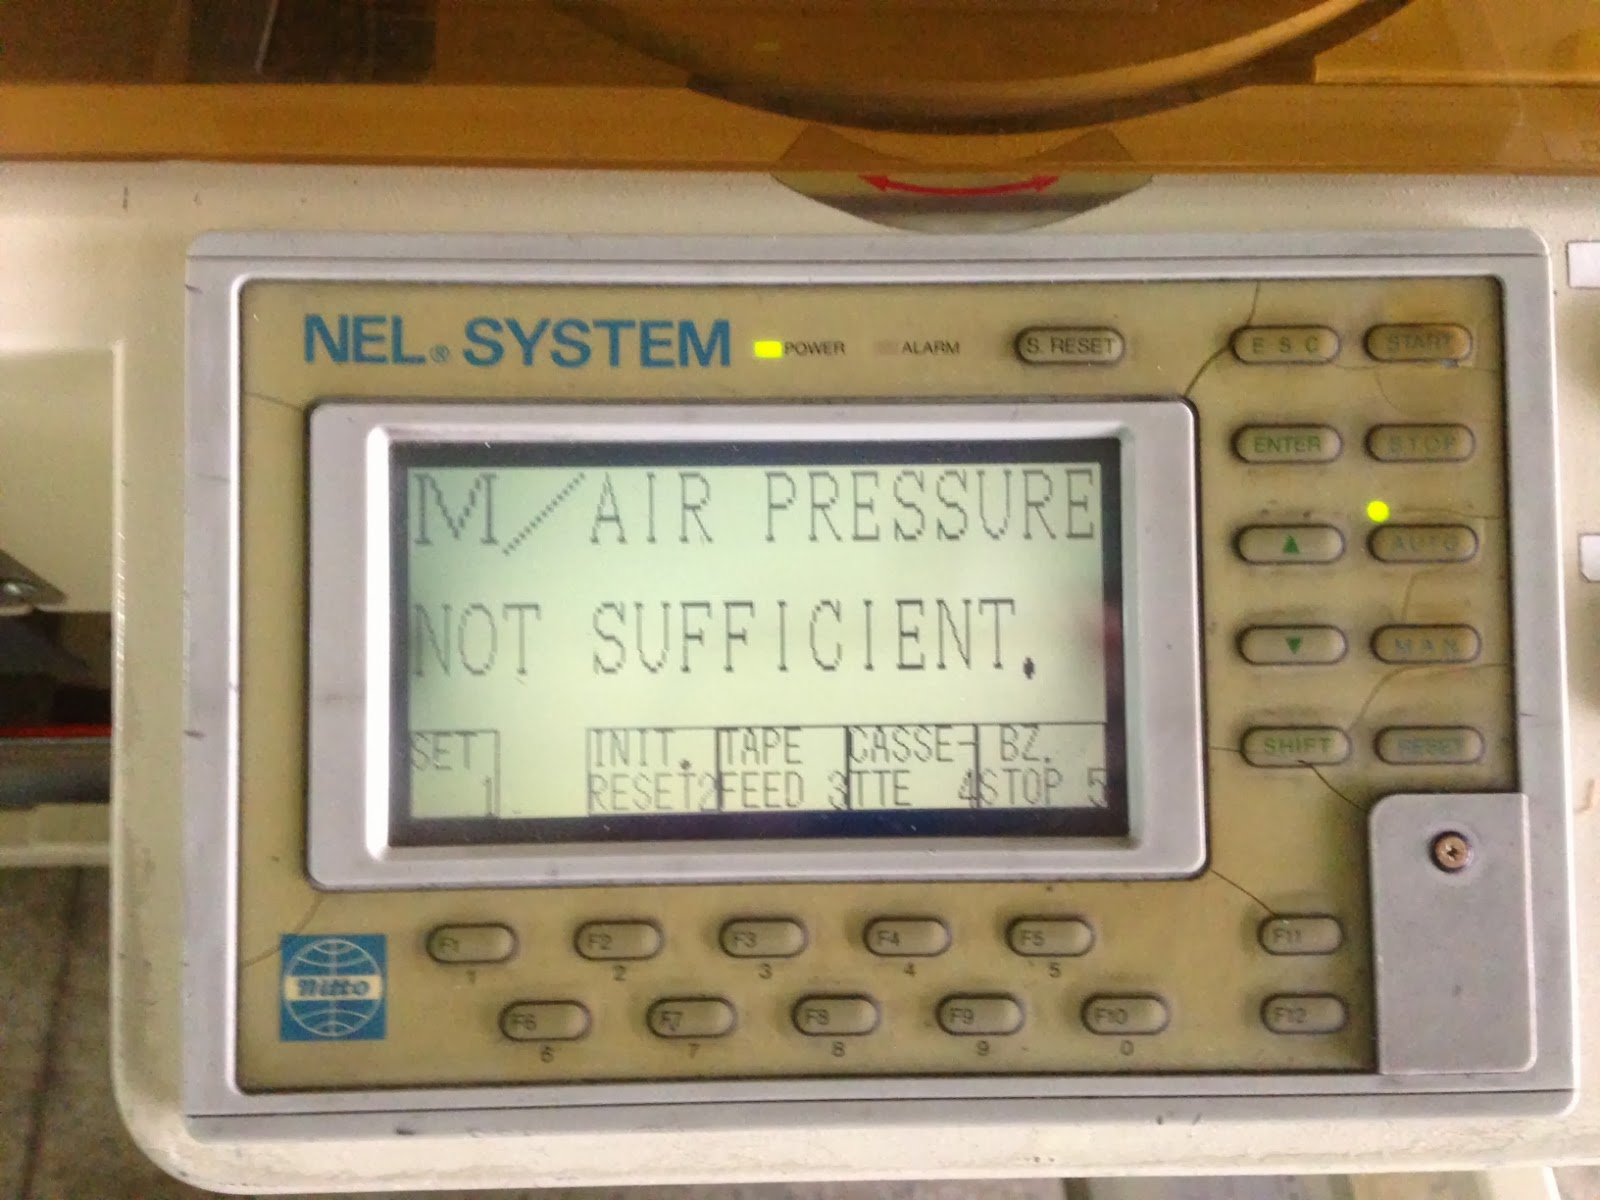 NEL® SYSTEM
POWER
ALARM
S. RESET
ESC
START
M/AIR PRESSURE
NOT SUFFICIENT.
SET 1
INIT. RESET2
TAPE FEED 3
CASSE-TTE 4
BZ. STOP 5
ENTER
STOP
▲
AUTO
▼
MAN
SHIFT
RESET
nitto
F1 F2 F3 F4 F5 F11
1 2 3 4 5
F6 F7 F8 F9 F10 F12
6 7 8 9 0